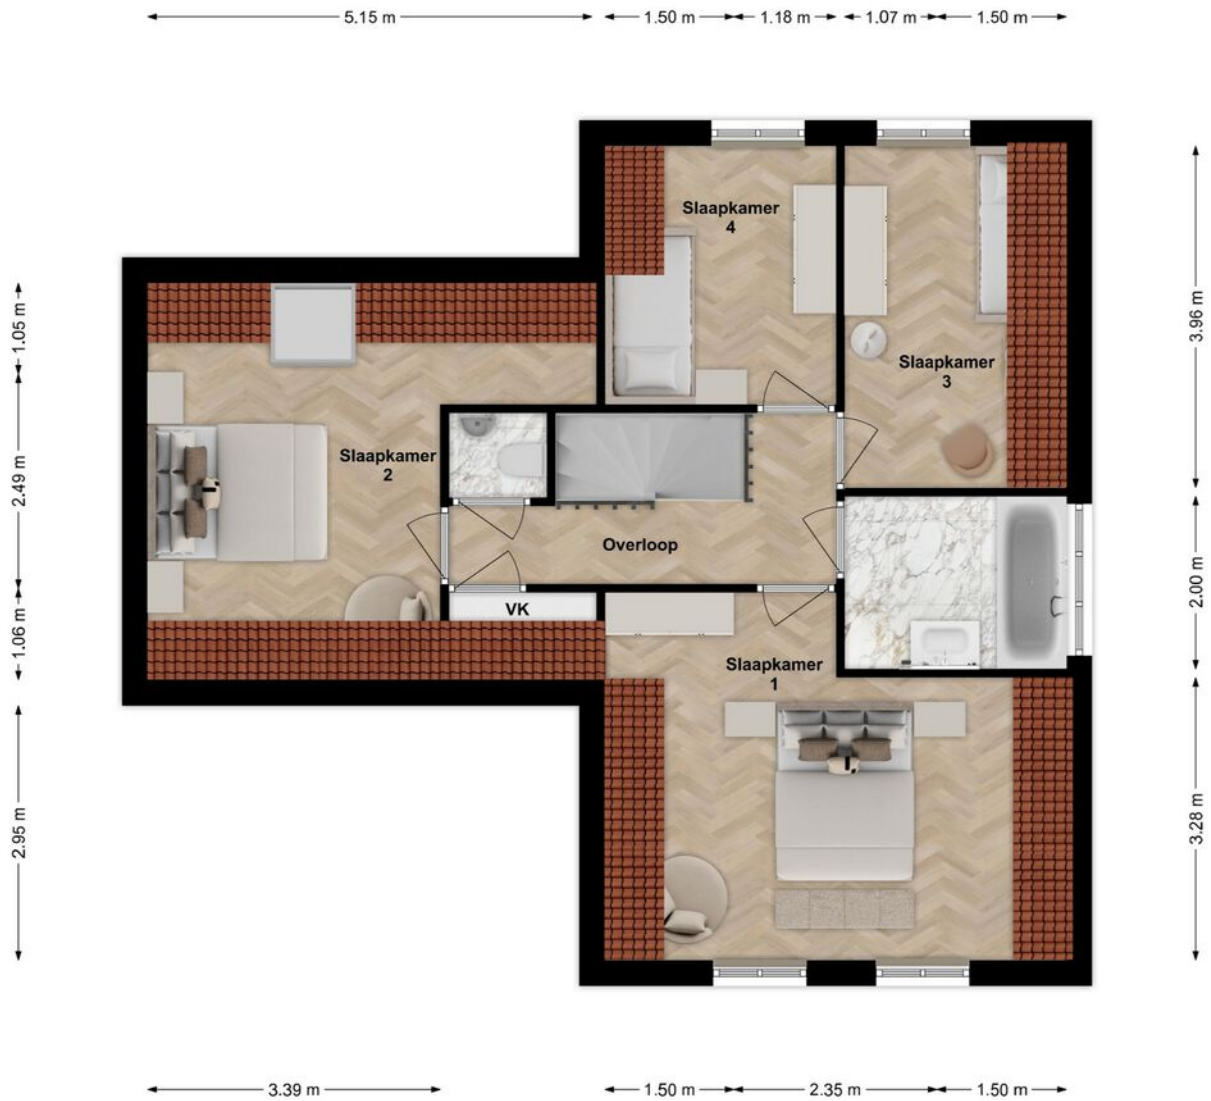 5.15 m
1.50 m
1.18 m
1.07 m
1.50 m
Slaapkamer
4
Slaapkamer
3
1.05 m
3.96 m
Slaapkamer
2
2.49 m
Overloop
2.00 m
VK
1.06 m
Slaapkamer
1
2.95 m
3.28 m
3.39 m
1.50 m
2.35 m
1.50 m